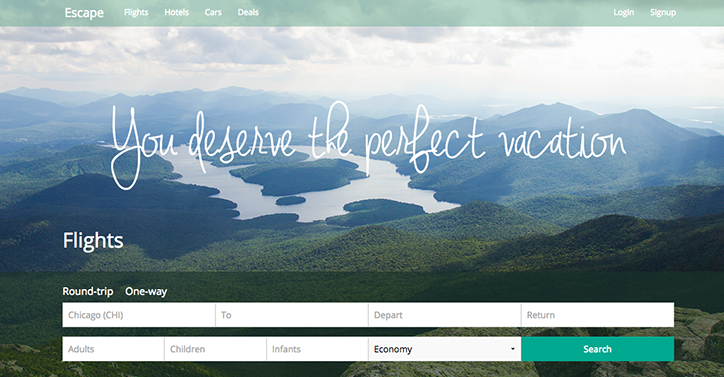 Escape Flights Hotels Cars Deals Login Signup
You deserve the perfect vacation
Flights
Round-trip One-way
Chicago (CHI) To Depart Return
Adults Children Infants Economy Search